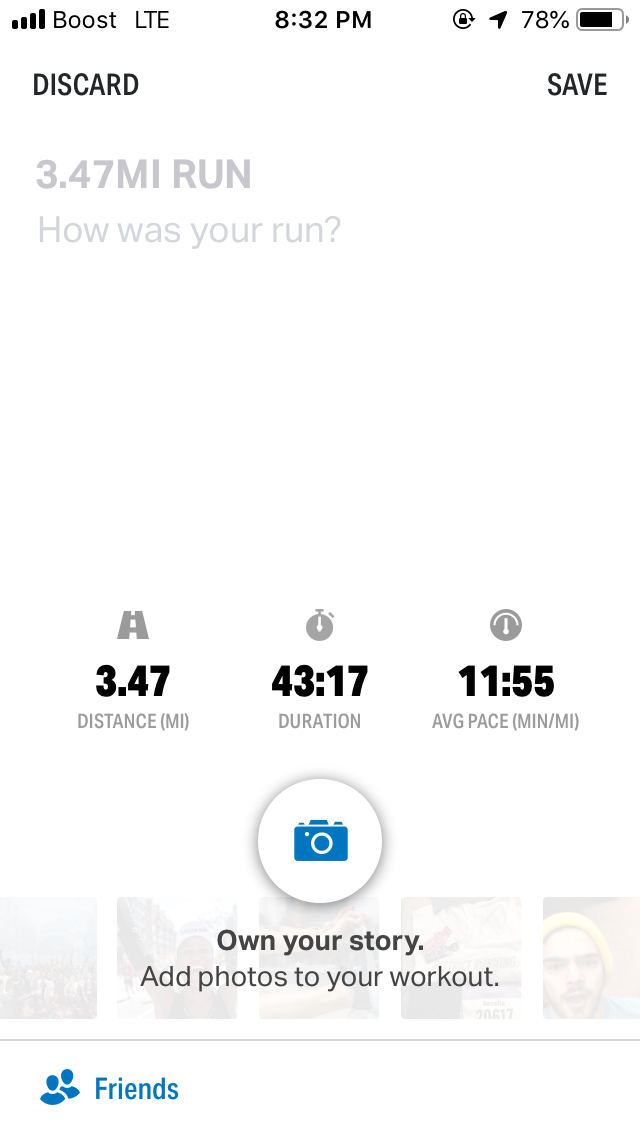 Boost LTE 8:32 PM 78%
DISCARD SAVE
3.47MI RUN
How was your run?
3.47 43:17 11:55
DISTANCE (MI) DURATION AVG PACE (MIN/MI)
Own your story.
Add photos to your workout.
20617
Friends